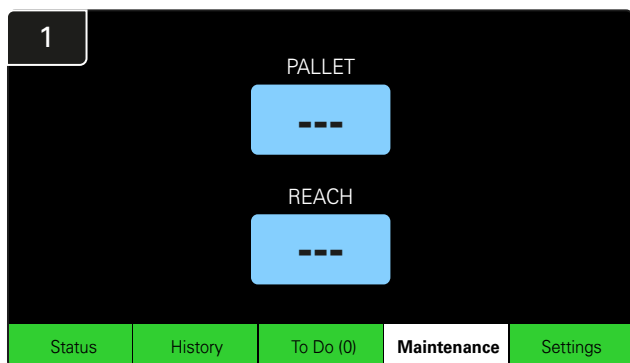 1
PALLET
---
REACH
---
Status History To Do (0) Maintenance Settings